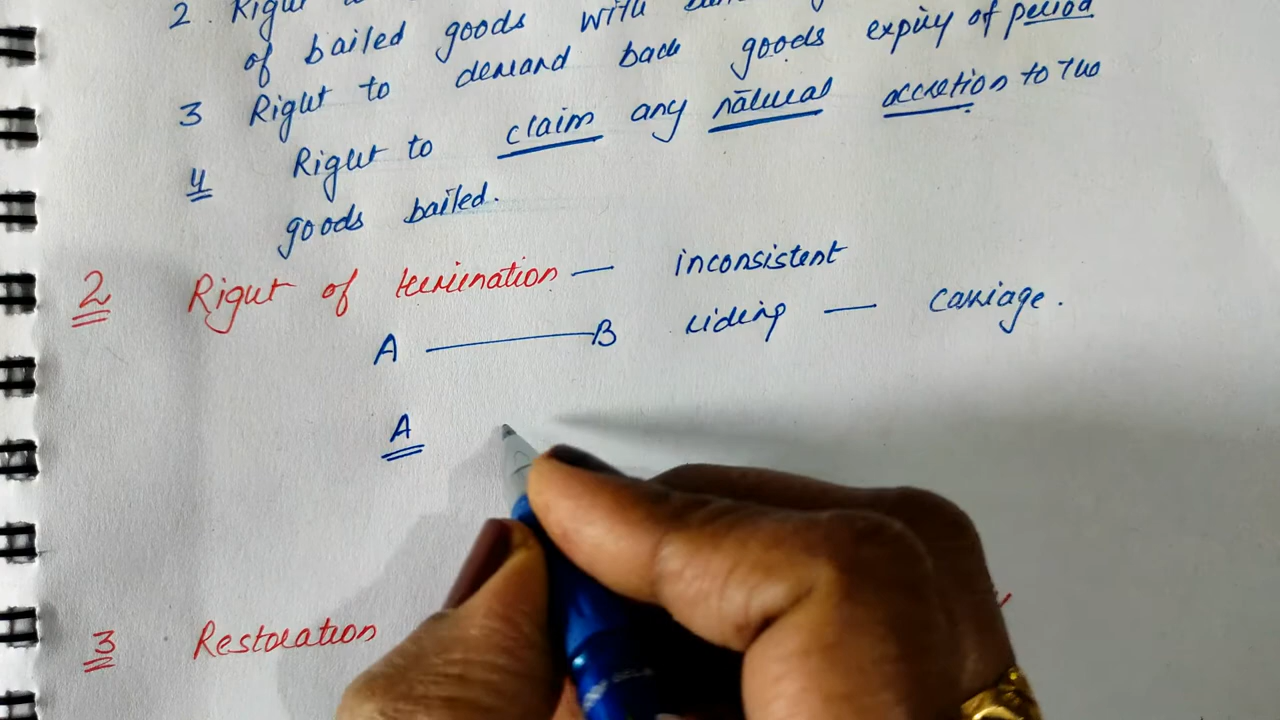 2. Right
of bailed goods with
3 Right to demand back goods expiry of period
4 Right to claim any natural accretion to the
goods bailed.
2 Right of termination — inconsistent
A — B riding — carriage.
A
3 Restoration